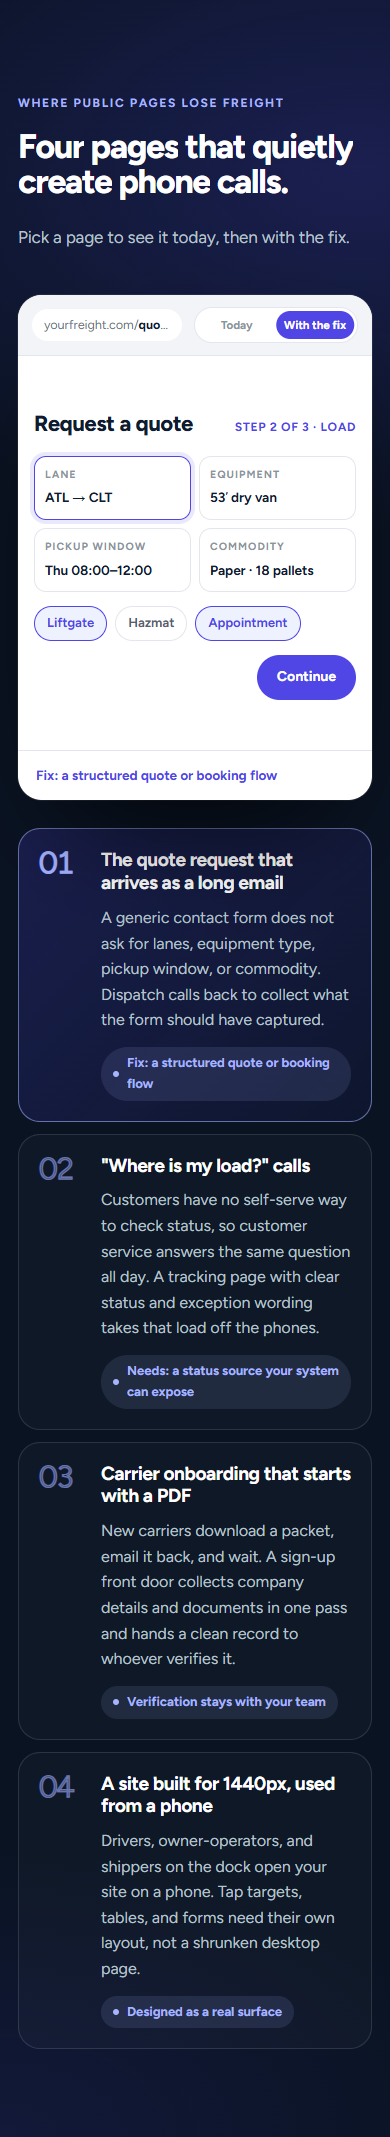 WHERE PUBLIC PAGES LOSE FREIGHT
Four pages that quietly
create phone calls.
Pick a page to see it today, then with the fix.
yourfreight.com/quo...
Today
With the fix
Request a quote
STEP 2 OF 3 · LOAD
LANE
ATL → CLT
EQUIPMENT
53′ dry van
PICKUP WINDOW
Thu 08:00–12:00
COMMODITY
Paper · 18 pallets
Liftgate
Hazmat
Appointment
Continue
Fix: a structured quote or booking flow
01
The quote request that
arrives as a long email
A generic contact form does not
ask for lanes, equipment type,
pickup window, or commodity.
Dispatch calls back to collect what
the form should have captured.
Fix: a structured quote or booking
flow
02
"Where is my load?" calls
Customers have no self-serve way
to check status, so customer
service answers the same question
all day. A tracking page with clear
status and exception wording
takes that load off the phones.
Needs: a status source your system
can expose
03
Carrier onboarding that starts
with a PDF
New carriers download a packet,
email it back, and wait. A sign-up
front door collects company
details and documents in one pass
and hands a clean record to
whoever verifies it.
Verification stays with your team
04
A site built for 1440px, used
from a phone
Drivers, owner-operators, and
shippers on the dock open your
site on a phone. Tap targets,
tables, and forms need their own
layout, not a shrunken desktop
page.
Designed as a real surface